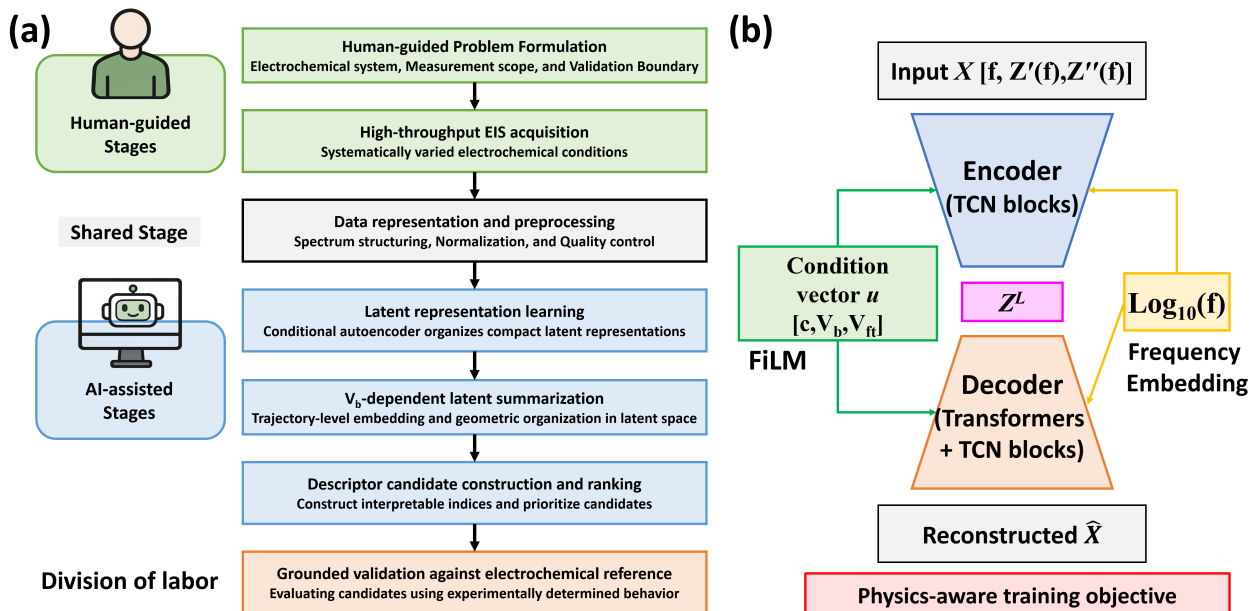 (a)
Human-guided
Stages
Shared Stage
AI-assisted
Stages
Division of labor
Human-guided Problem Formulation
Electrochemical system, Measurement scope, and Validation Boundary
High-throughput EIS acquisition
Systematically varied electrochemical conditions
Data representation and preprocessing
Spectrum structuring, Normalization, and Quality control
Latent representation learning
Conditional autoencoder organizes compact latent representations
V_b-dependent latent summarization
Trajectory-level embedding and geometric organization in latent space
Descriptor candidate construction and ranking
Construct interpretable indices and prioritize candidates
Grounded validation against electrochemical reference
Evaluating candidates using experimentally determined behavior
(b)
Input X [f, Z′(f),Z′′(f)]
Encoder
(TCN blocks)
Condition
vector u
[c,V_b,V_ft]
FiLM
Z^L
Log₁₀(f)
Frequency
Embedding
Decoder
(Transformers
+ TCN blocks)
Reconstructed X̂
Physics-aware training objective